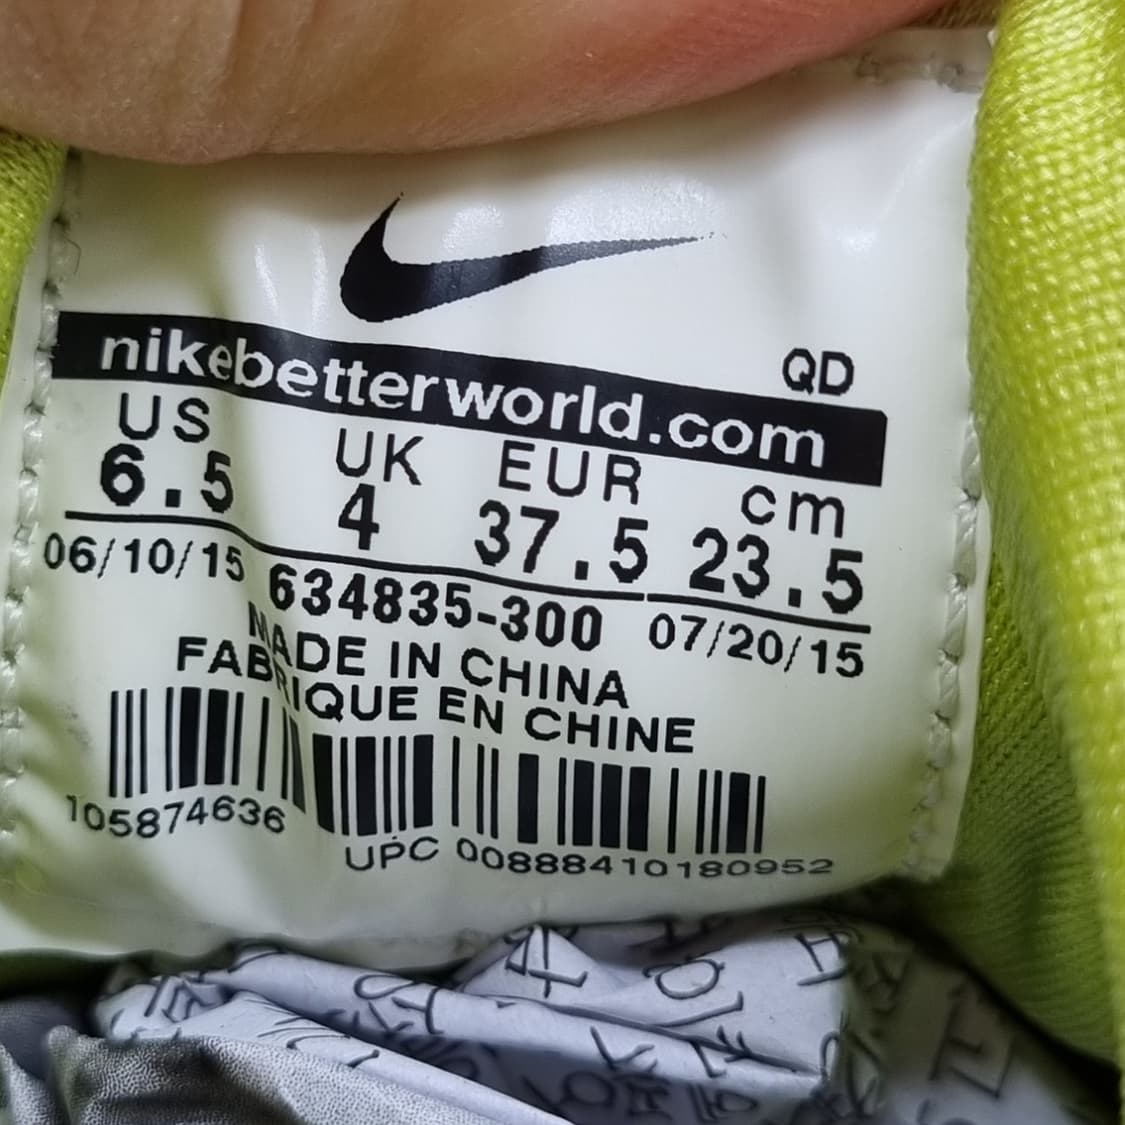 QD
nikebetterworld.com
US UK EUR cm
6.5 4 37.5 23.5
06/10/15 634835-300 07/20/15
MADE IN CHINA
FABRIQUE EN CHINE
105874636
UPC 00888410180952